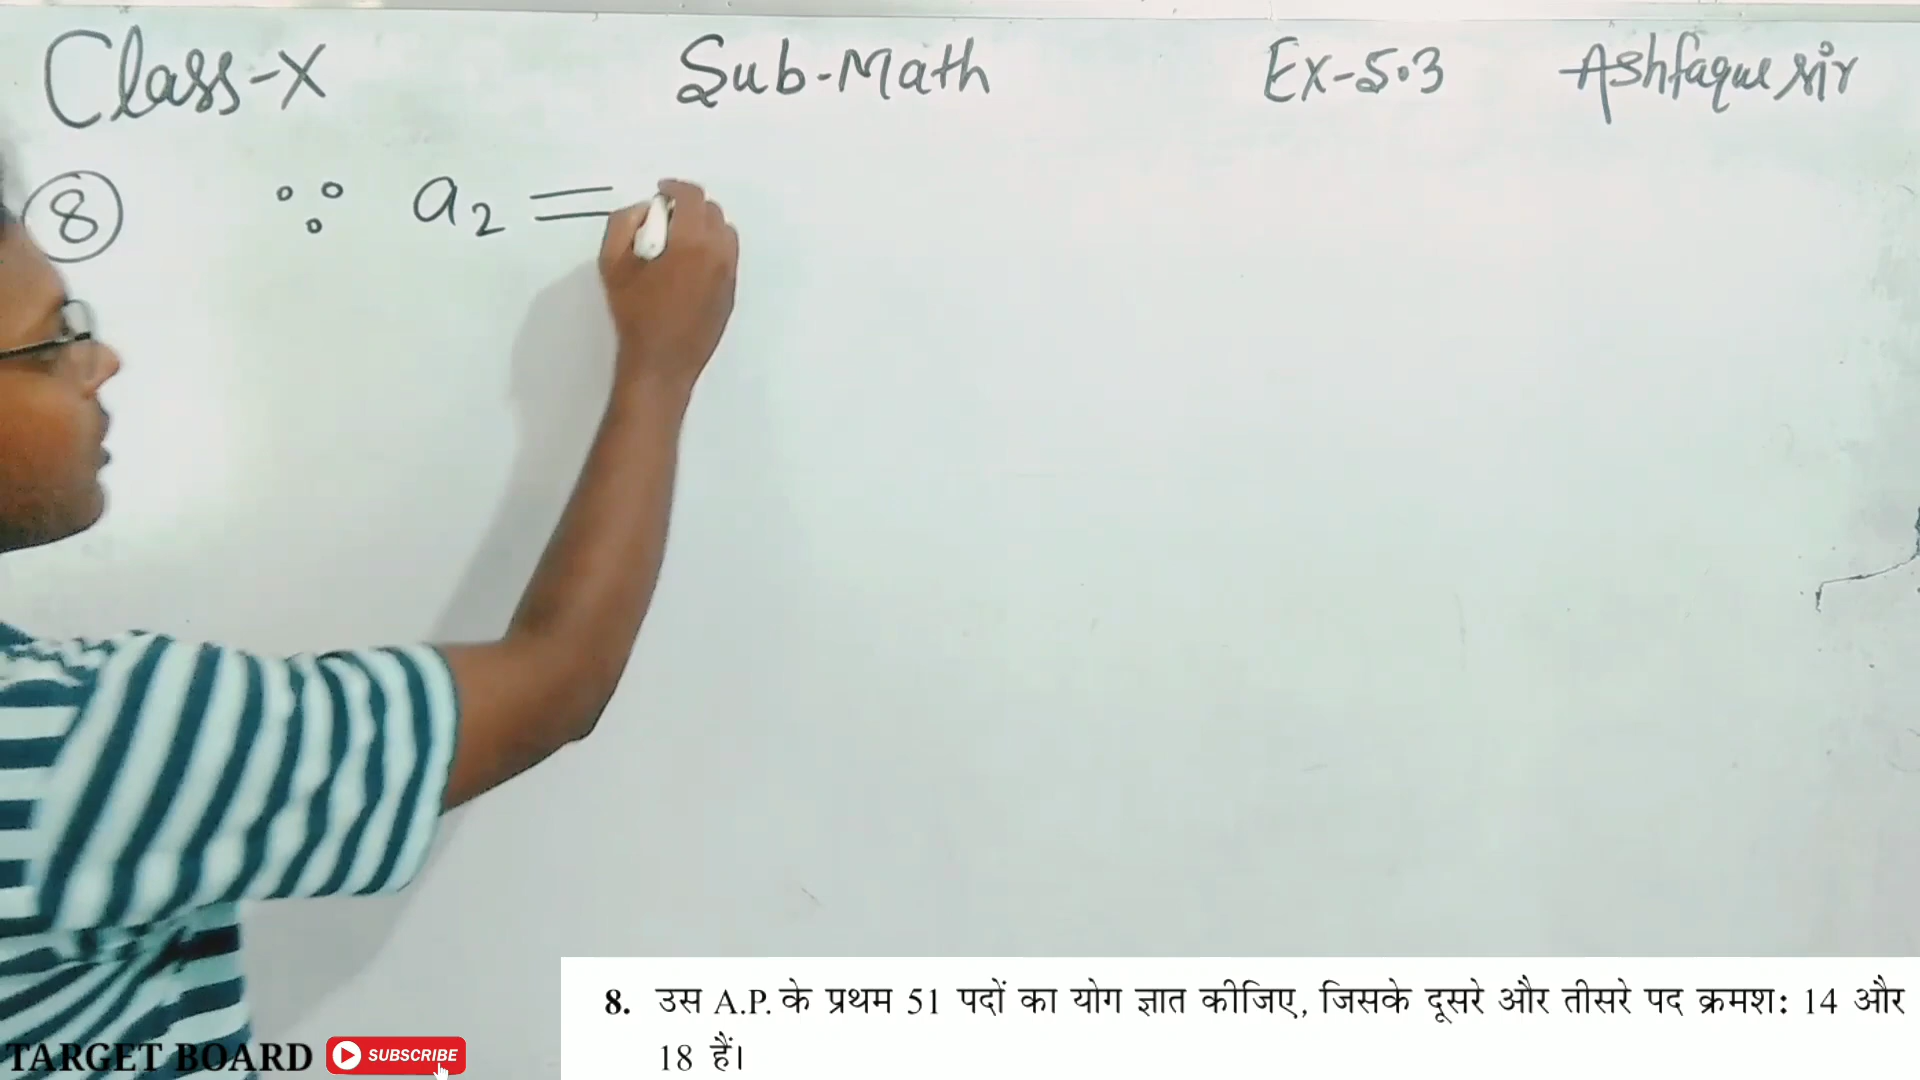 Class-X Sub-Math Ex-5.3 Ashfaque sir
8 ∵ a2 =
8. उस A.P. के प्रथम 51 पदों का योग ज्ञात कीजिए, जिसके दूसरे और तीसरे पद क्रमश: 14 और
18 हैं।
TARGET BOARD SUBSCRIBE